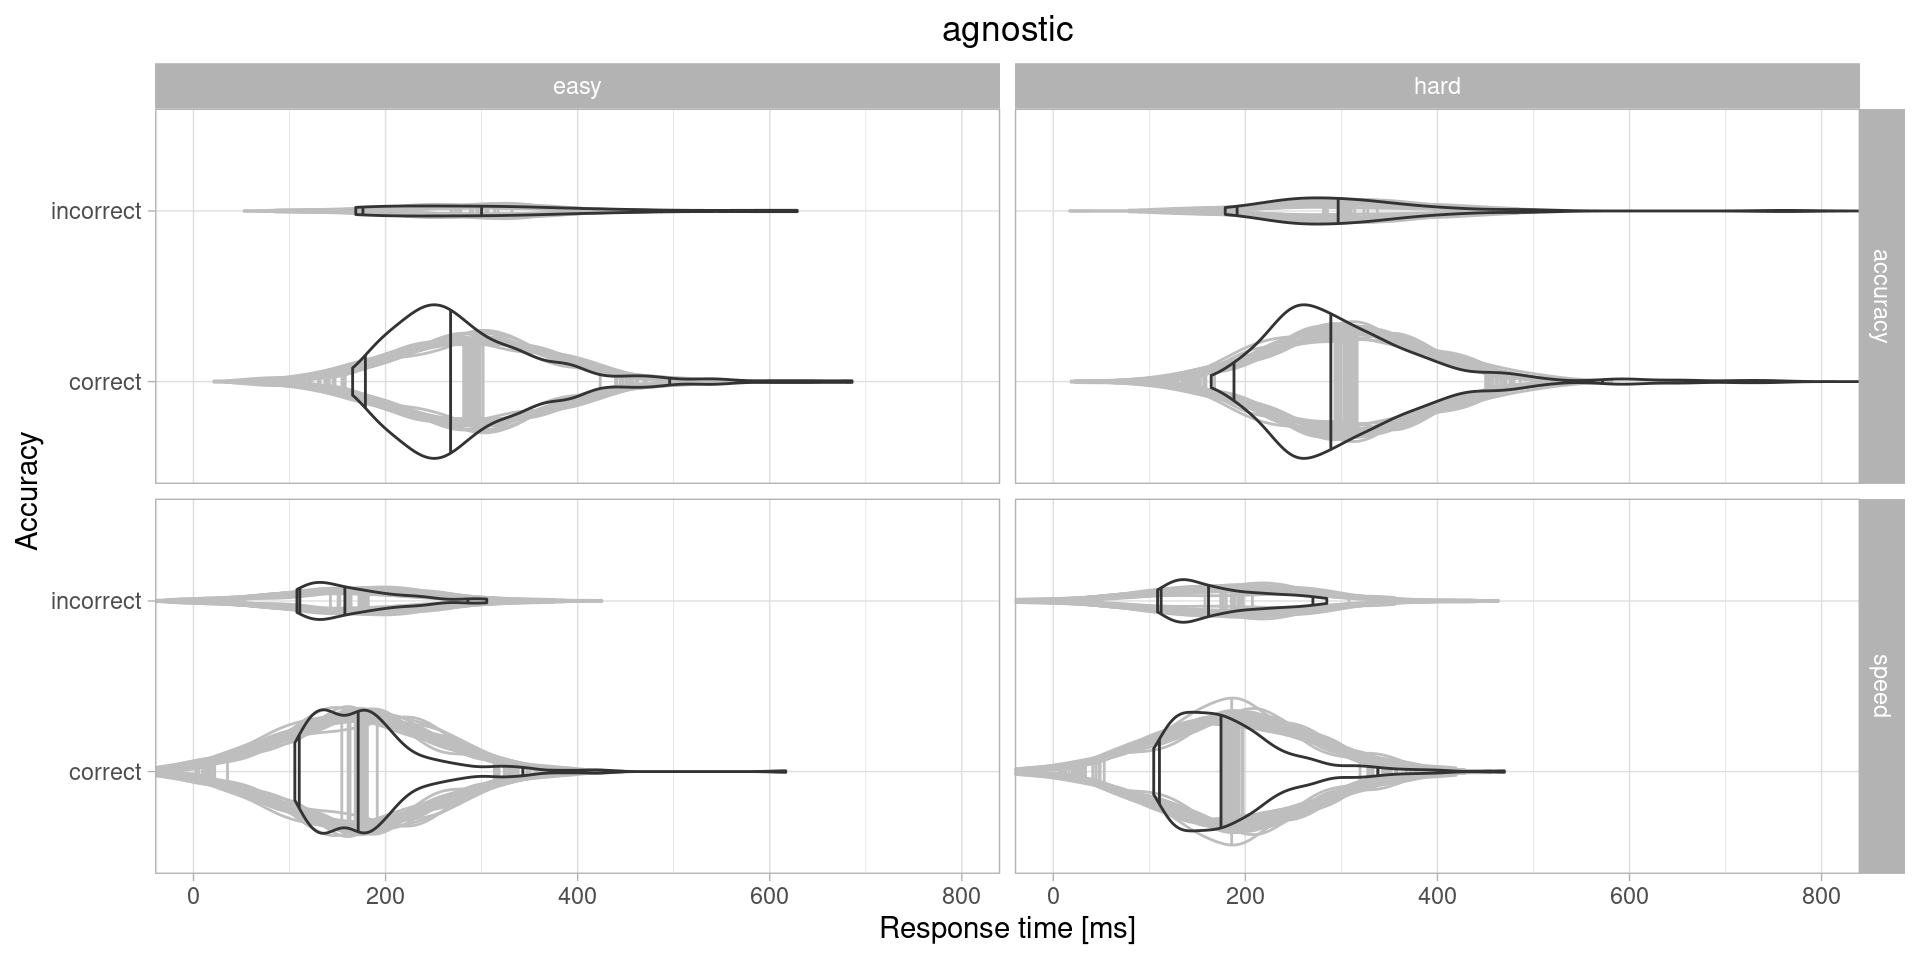 agnostic
easy
hard
incorrect
correct
accuracy
incorrect
correct
speed
Accuracy
0 200 400 600 800
0 200 400 600 800
Response time [ms]